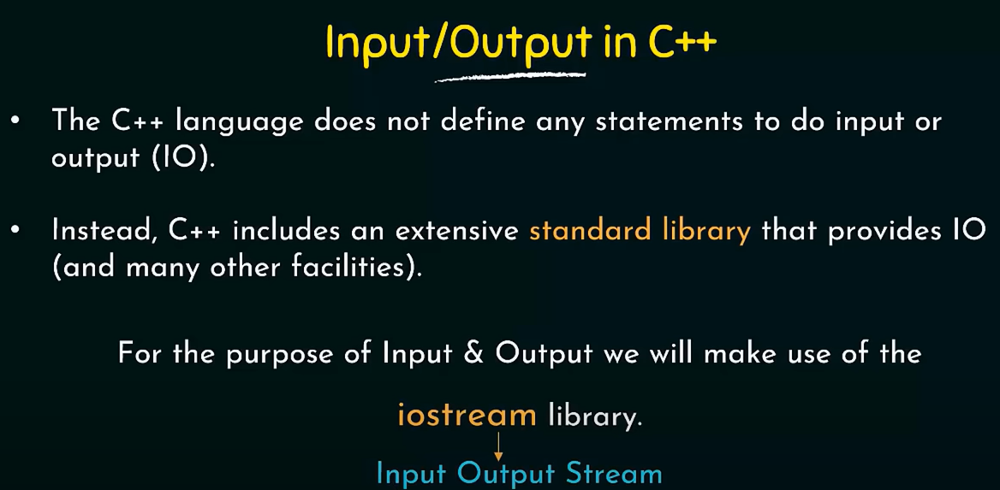 Input/Output in C++
• The C++ language does not define any statements to do input or
output (IO).
• Instead, C++ includes an extensive standard library that provides IO
(and many other facilities).
For the purpose of Input & Output we will make use of the
iostream library.
Input Output Stream